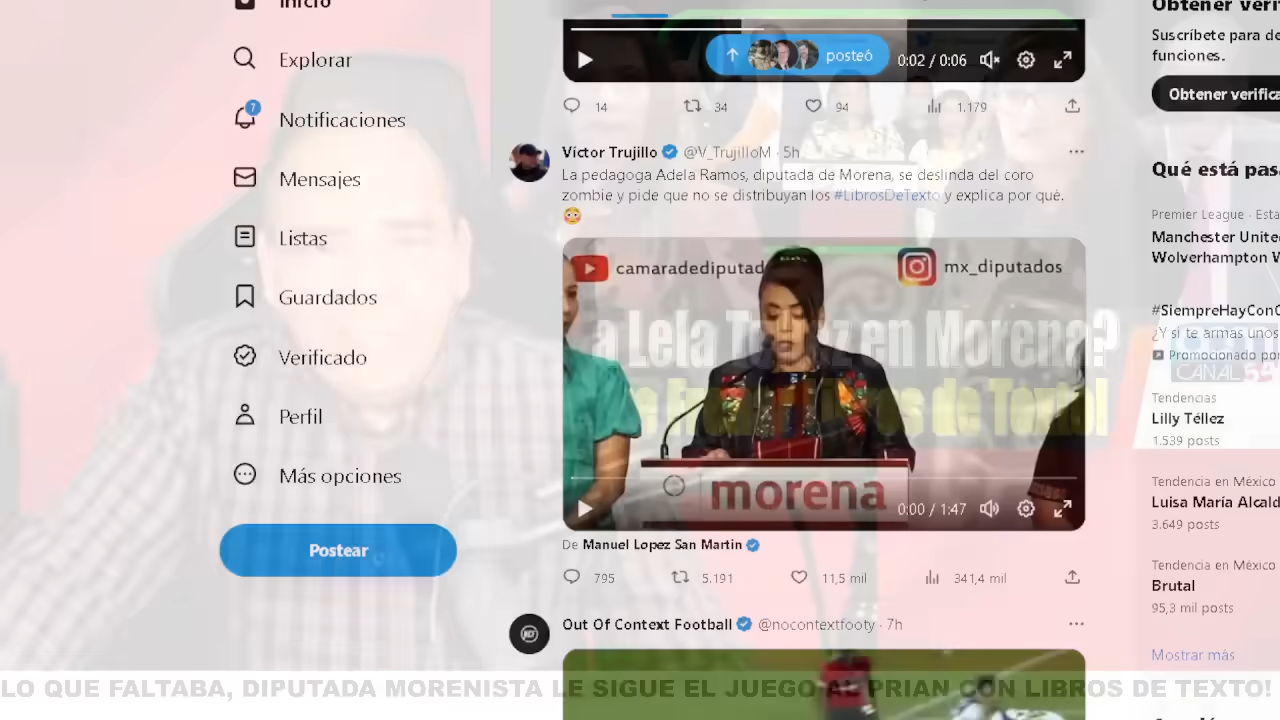 Inicio
Explorar
7
Notificaciones
Mensajes
Listas
Guardados
Verificado
Perfil
Más opciones
Postear
posteó
0:02 / 0:06
14
34
94
1.179
Víctor Trujillo @V_TrujilloM · 5h
La pedagoga Adela Ramos, diputada de Morena, se deslinda del coro
zombie y pide que no se distribuyan los #LibrosDeTexto y explica por qué.
camaradediputad
mx_diputados
en Morena?
de Texto!
morena
0:00 / 1:47
De Manuel Lopez San Martin
795
5.191
11,5 mil
341,4 mil
Out Of Context Football @nocontextfooty · 7h
Obtener veri
Suscríbete para de
funciones.
Obtener verifica
Qué está pas
Premier League · Esta
Manchester Unite
Wolverhampton W
#SiempreHayConC
¿Y si te armas unos
Promocionado por
CANAL
Tendencias
Lilly Téllez
1.539 posts
Tendencia en México
Luisa María Alcald
3.649 posts
Tendencia en México
Brutal
95,3 mil posts
Mostrar más
LO QUE FALTABA, DIPUTADA MORENISTA LE SIGUE EL JUEGO AL PRIAN CON LIBROS DE TEXTO!